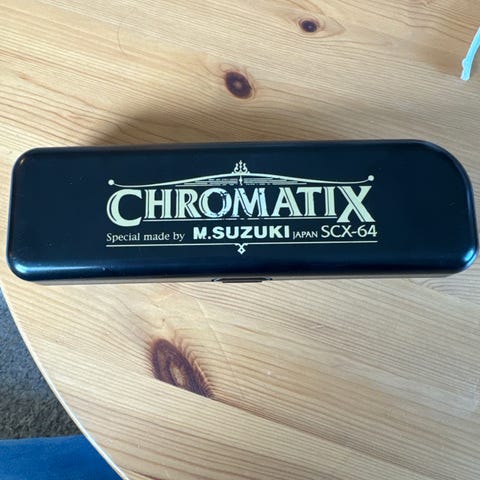 CHROMATIX
Special made by M.SUZUKI JAPAN SCX-64